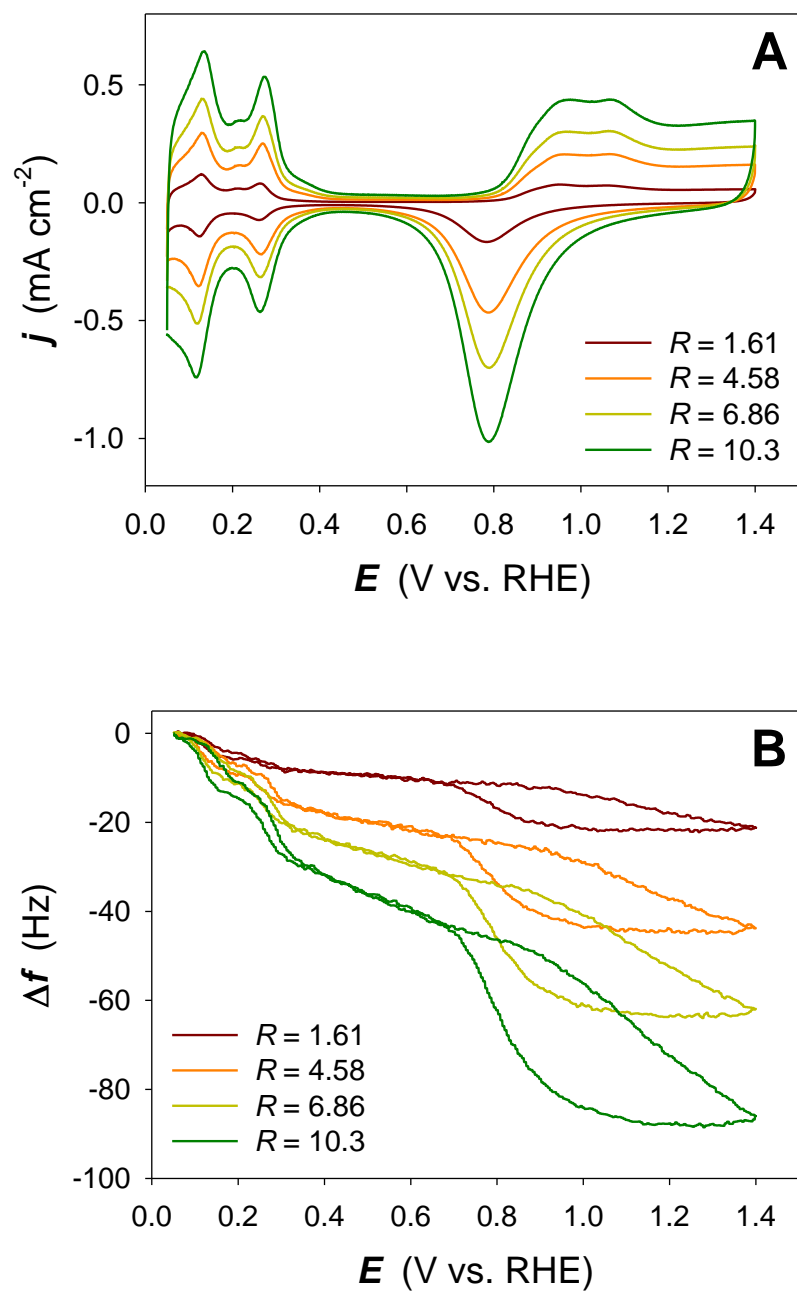 A
0.5
0.0
-0.5
-1.0
j (mA cm-2)
R = 1.61
R = 4.58
R = 6.86
R = 10.3
0.0 0.2 0.4 0.6 0.8 1.0 1.2 1.4
E (V vs. RHE)
B
0
-20
-40
-60
-80
-100
Δf (Hz)
R = 1.61
R = 4.58
R = 6.86
R = 10.3
0.0 0.2 0.4 0.6 0.8 1.0 1.2 1.4
E (V vs. RHE)